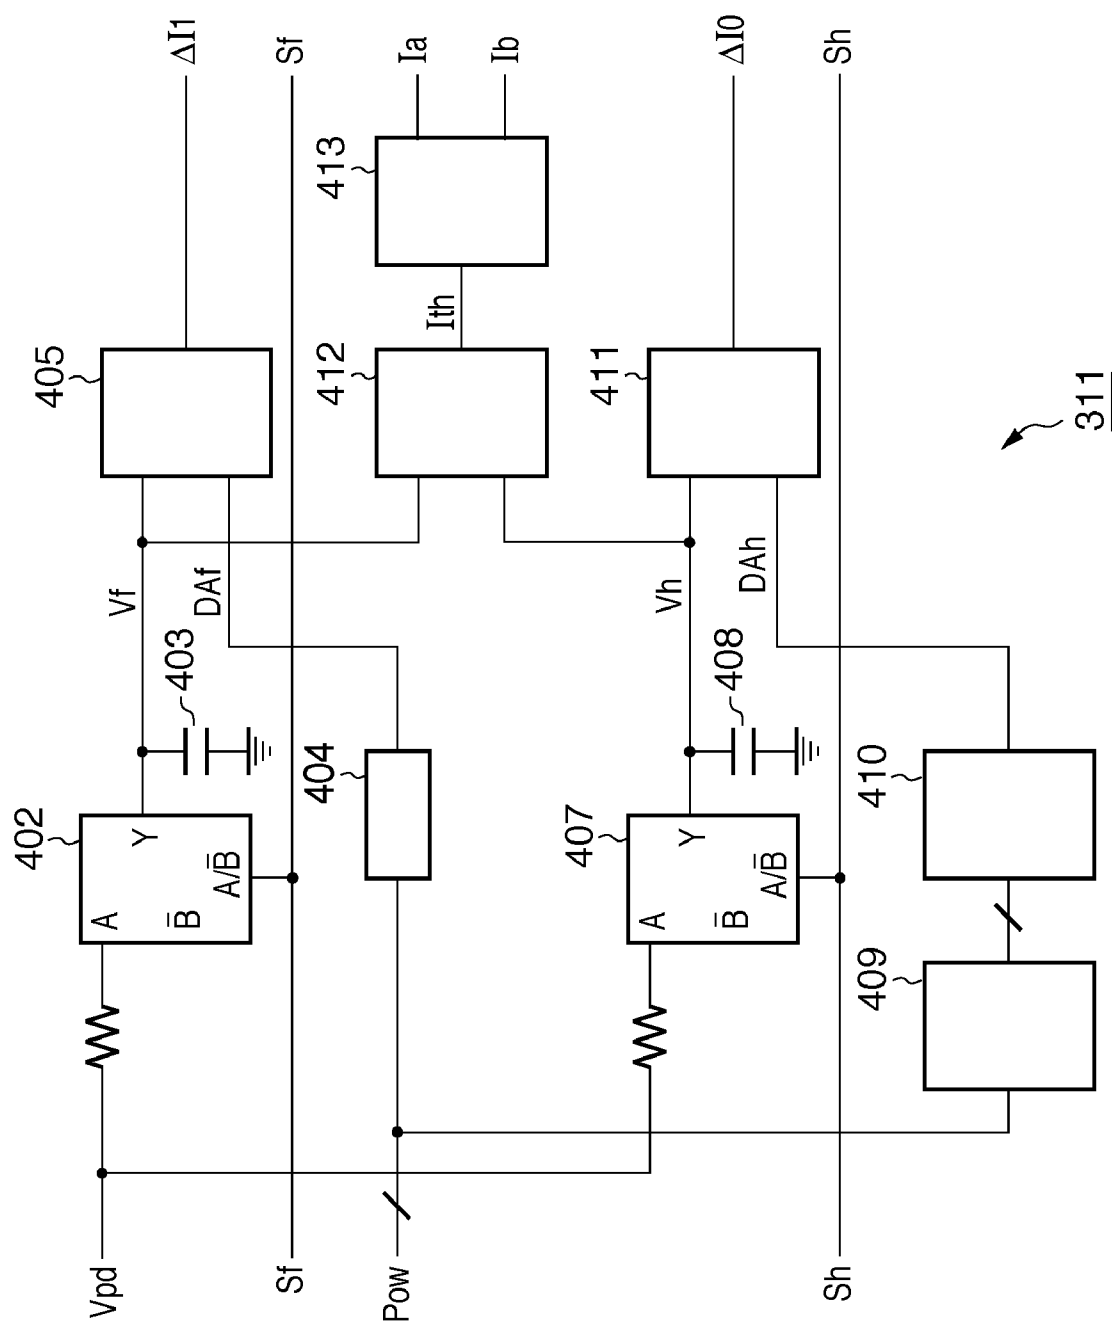 Vpd
Sf
Pow
Sh
402
A
B̅
Y
A/B̅
403
Vf
DAf
404
405
ΔI1
Sf
412
Ith
413
Ia
Ib
407
A
B̅
Y
A/B̅
408
Vh
DAh
411
ΔI0
Sh
409
410
311